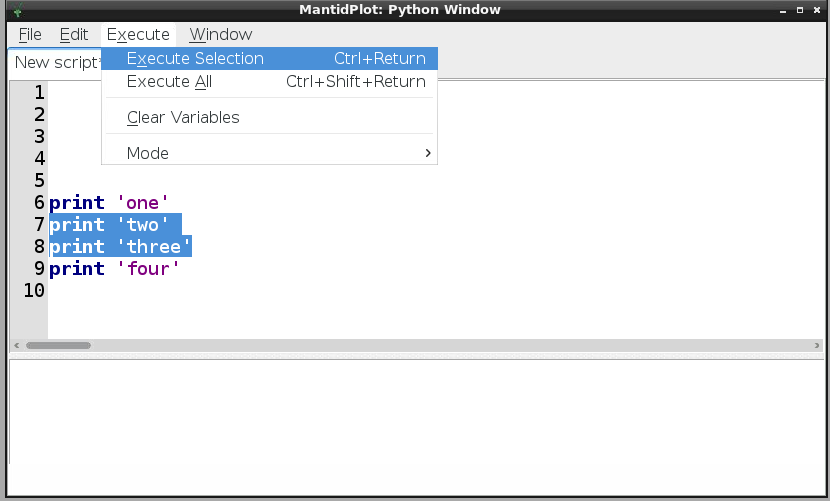 MantidPlot: Python Window
File Edit Execute Window
New script*
Execute Selection Ctrl+Return
Execute All Ctrl+Shift+Return
Clear Variables
Mode
1
2
3
4
5
6 print 'one'
7 print 'two'
8 print 'three'
9 print 'four'
10